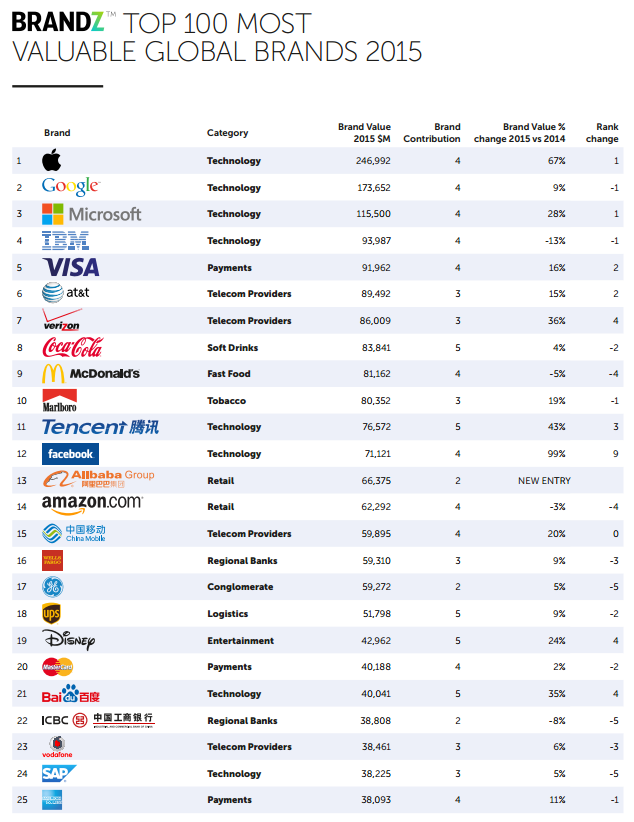 BRANDZ™ TOP 100 MOST
VALUABLE GLOBAL BRANDS 2015
Brand Category Brand Value 2015 $M Brand Contribution Brand Value % change 2015 vs 2014 Rank change
1 Technology 246,992 4 67% 1
2 Google Technology 173,652 4 9% -1
3 Microsoft Technology 115,500 4 28% 1
4 IBM Technology 93,987 4 -13% -1
5 VISA Payments 91,962 4 16% 2
6 at&t Telecom Providers 89,492 3 15% 2
7 verizon Telecom Providers 86,009 3 36% 4
8 Coca-Cola Soft Drinks 83,841 5 4% -2
9 McDonald's Fast Food 81,162 4 -5% -4
10 Marlboro Tobacco 80,352 3 19% -1
11 Tencent 腾讯 Technology 76,572 5 43% 3
12 facebook Technology 71,121 4 99% 9
13 Alibaba Group 阿里巴巴集团 Retail 66,375 2 NEW ENTRY
14 amazon.com Retail 62,292 4 -3% -4
15 中国移动 China Mobile Telecom Providers 59,895 4 20% 0
16 WELLS FARGO Regional Banks 59,310 3 9% -3
17 GE Conglomerate 59,272 2 5% -5
18 ups Logistics 51,798 5 9% -2
19 Disney Entertainment 42,962 5 24% 4
20 MasterCard Payments 40,188 4 2% -2
21 Bai du 百度 Technology 40,041 5 35% 4
22 ICBC 中国工商银行 Regional Banks 38,808 2 -8% -5
23 vodafone Telecom Providers 38,461 3 6% -3
24 SAP Technology 38,225 3 5% -5
25 Payments 38,093 4 11% -1